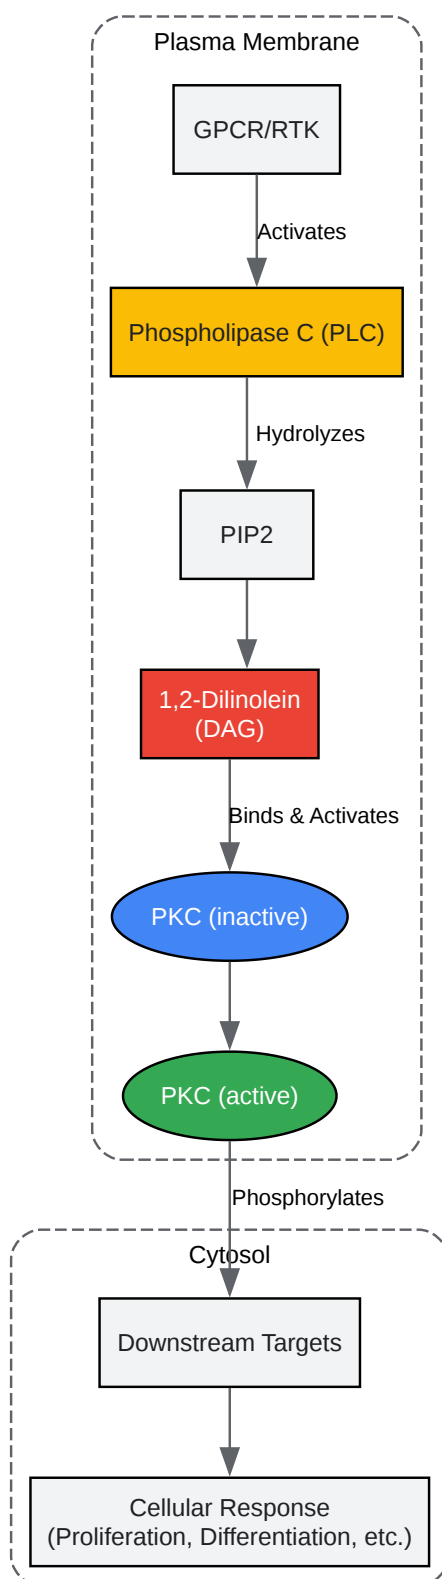 Plasma Membrane
GPCR/RTK
Activates
Phospholipase C (PLC)
Hydrolyzes
PIP2
1,2-Dilinolein
(DAG)
Binds & Activates
PKC (inactive)
PKC (active)
Phosphorylates
Cytosol
Downstream Targets
Cellular Response
(Proliferation, Differentiation, etc.)